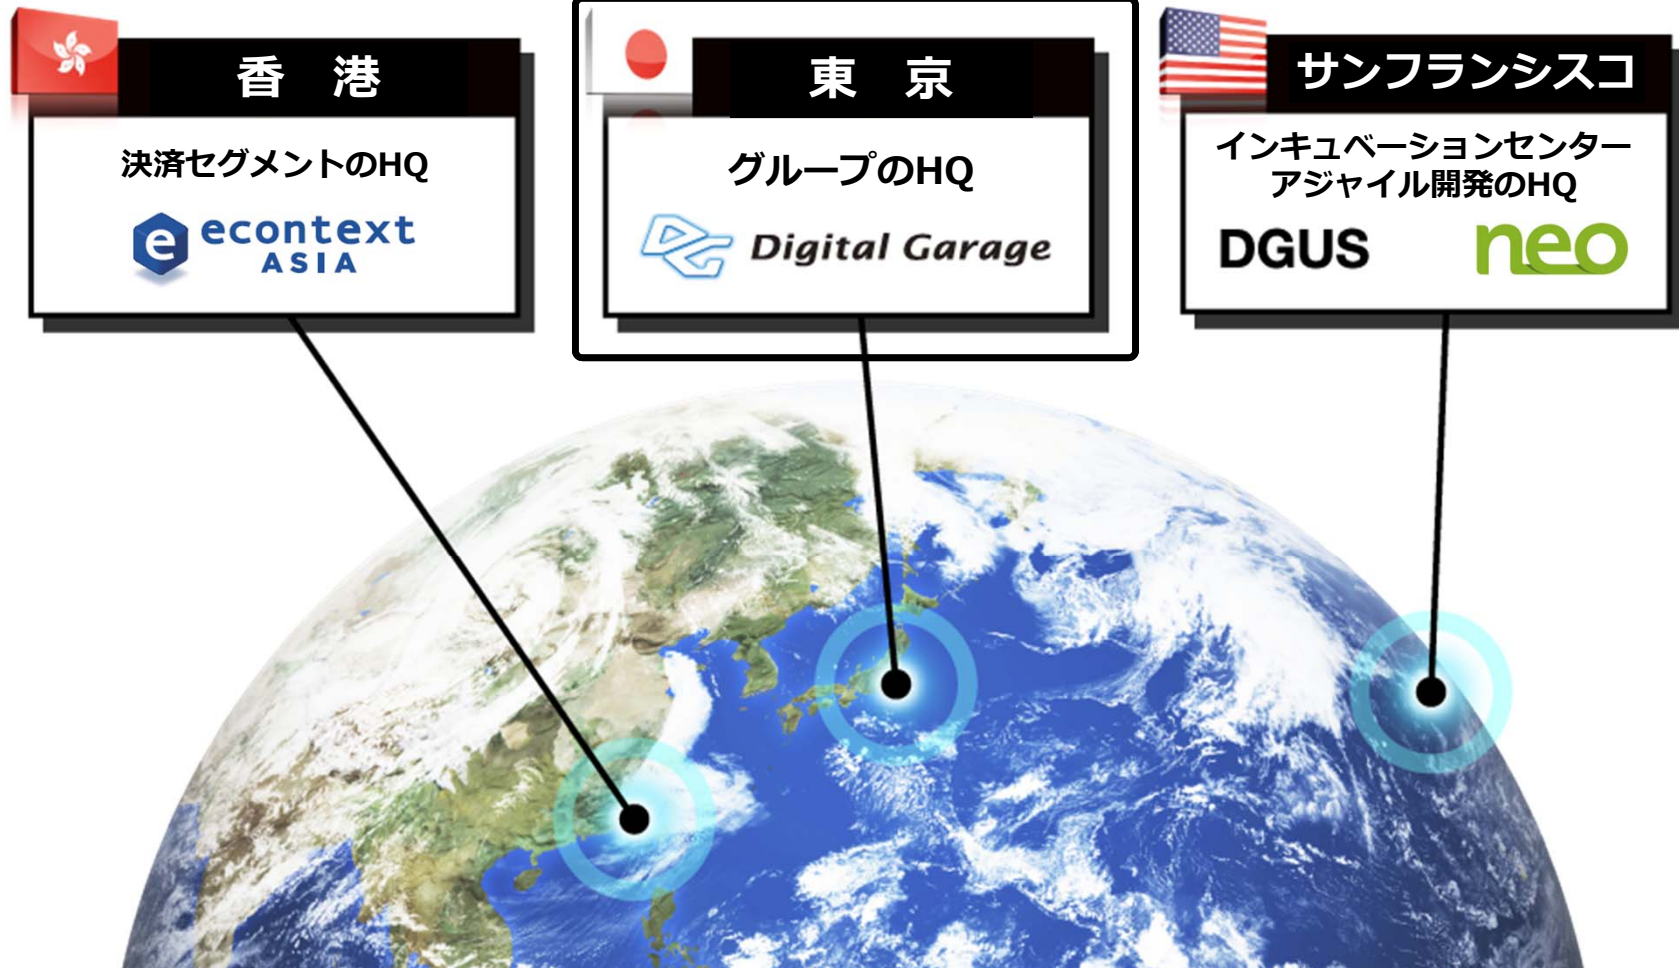 香 港
決済セグメントのHQ
e
econtext
ASIA
東 京
グループのHQ
DG
Digital Garage
サンフランシスコ
インキュベーションセンター
アジャイル開発のHQ
DGUS
neo